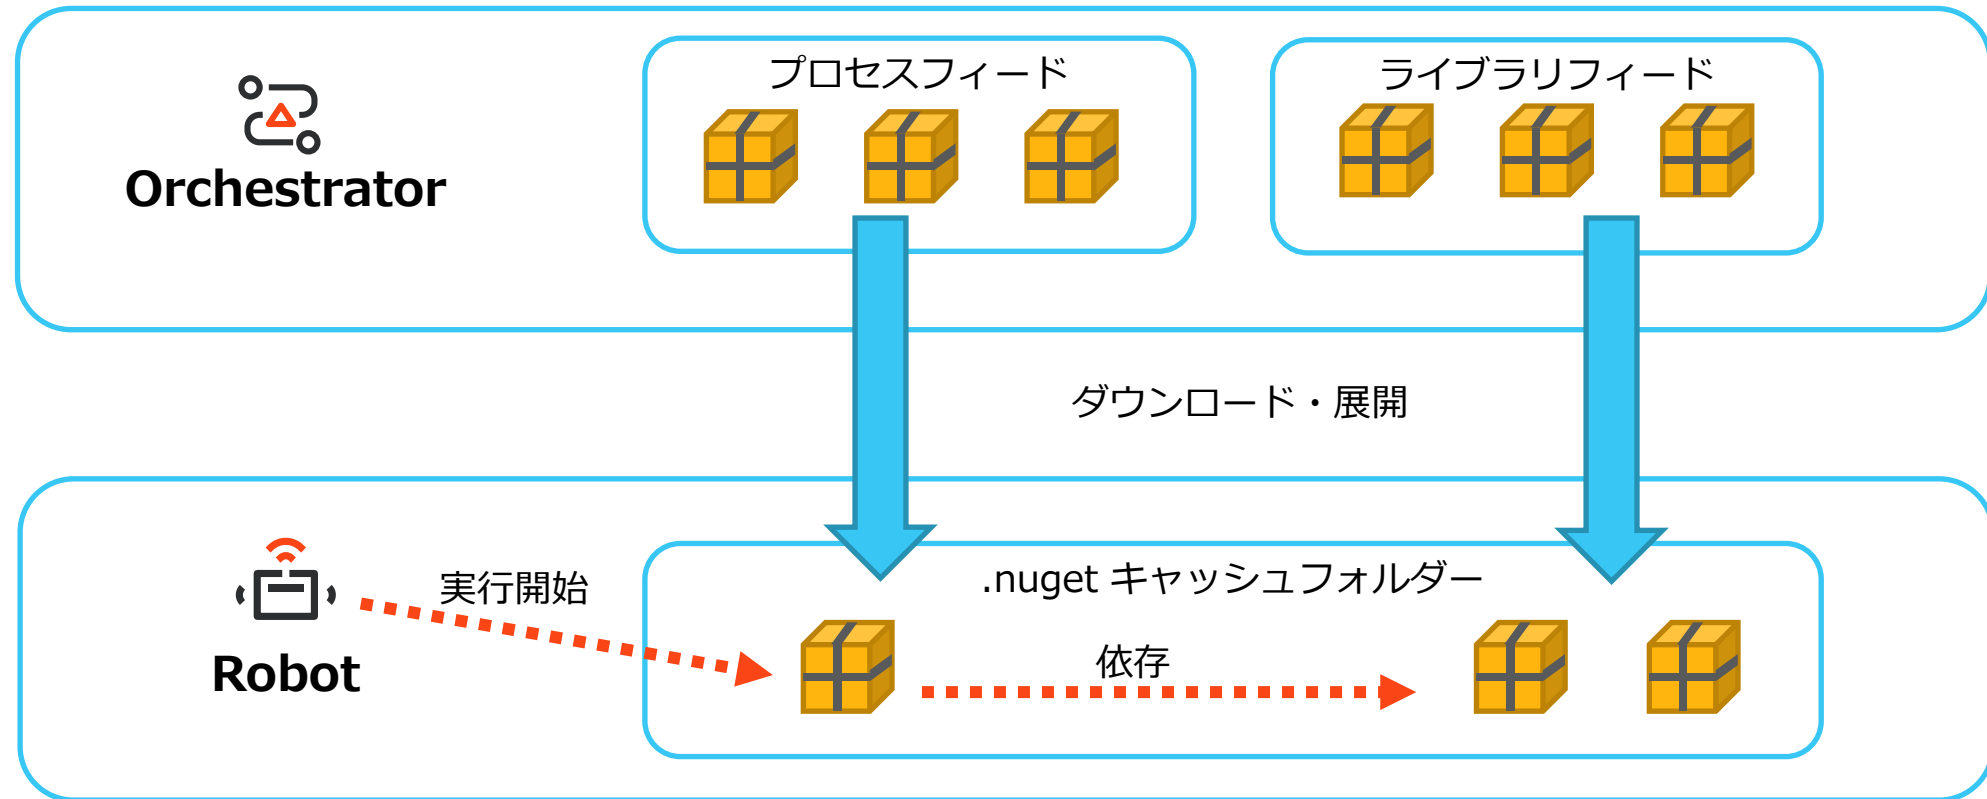 プロセスフィード
ライブラリフィード
Orchestrator
ダウンロード・展開
実行開始
.nuget キャッシュフォルダー
依存
Robot